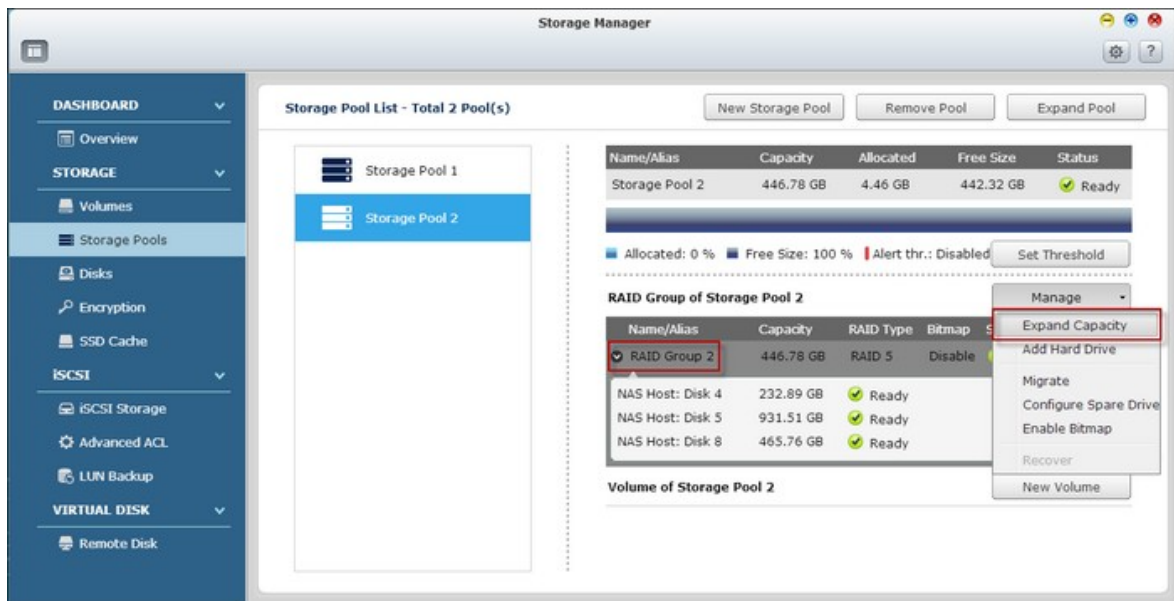 Storage Manager
?
DASHBOARD
Overview
STORAGE
Volumes
Storage Pools
Disks
Encryption
SSD Cache
iSCSI
iSCSI Storage
Advanced ACL
LUN Backup
VIRTUAL DISK
Remote Disk
Storage Pool List - Total 2 Pool(s)
New Storage Pool Remove Pool Expand Pool
Storage Pool 1
Storage Pool 2
Name/Alias Capacity Allocated Free Size Status
Storage Pool 2 446.78 GB 4.46 GB 442.32 GB Ready
Allocated: 0 % Free Size: 100 % Alert thr.: Disabled Set Threshold
RAID Group of Storage Pool 2 Manage
Name/Alias Capacity RAID Type Bitmap S
RAID Group 2 446.78 GB RAID 5 Disable
NAS Host: Disk 4 232.89 GB Ready
NAS Host: Disk 5 931.51 GB Ready
NAS Host: Disk 8 465.76 GB Ready
Expand Capacity
Add Hard Drive
Migrate
Configure Spare Drive
Enable Bitmap
Recover
Volume of Storage Pool 2 New Volume